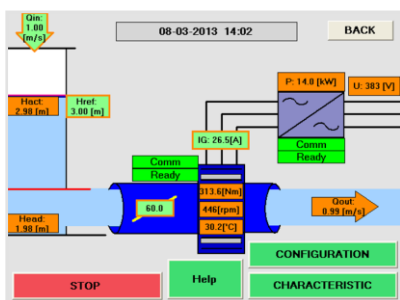 Qin:
1.00
[m/s]
08-03-2013 14:02
BACK
P: 14.0 [kW]
U: 383 [V]
Hact:
2.98 [m]
Href:
3.00 [m]
IG: 26.5[A]
Comm
Ready
Comm
Ready
60.0
313.6[Nm]
446[rpm]
30.2[°C]
Qout:
0.99 [m/s]
Head:
1.98 [m]
STOP
Help
CONFIGURATION
CHARACTERISTIC